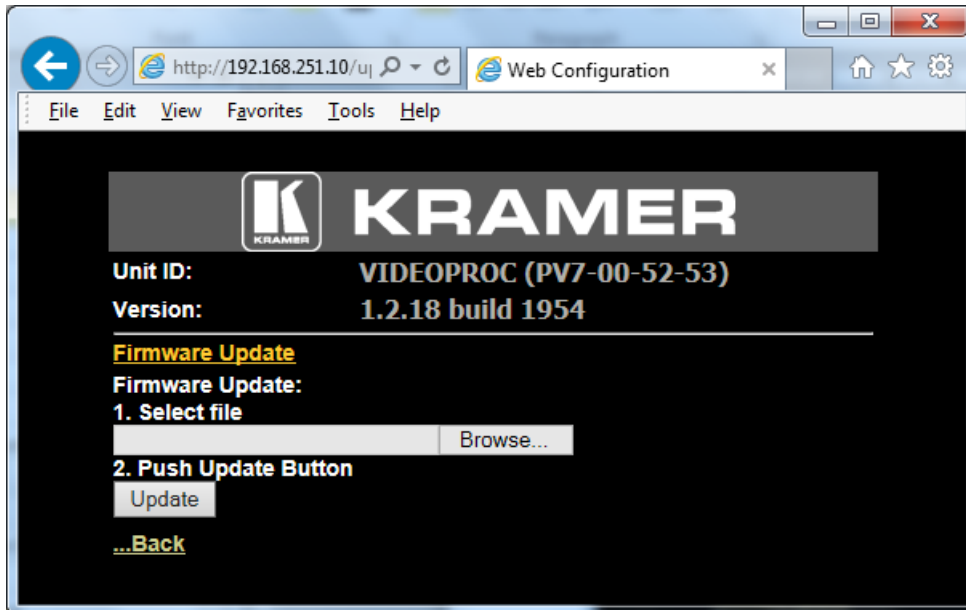 http://192.168.251.10/u
Web Configuration
File Edit View Favorites Tools Help
KRAMER
KRAMER
Unit ID: VIDEOPROC (PV7-00-52-53)
Version: 1.2.18 build 1954
Firmware Update
Firmware Update:
1. Select file
Browse...
2. Push Update Button
Update
...Back